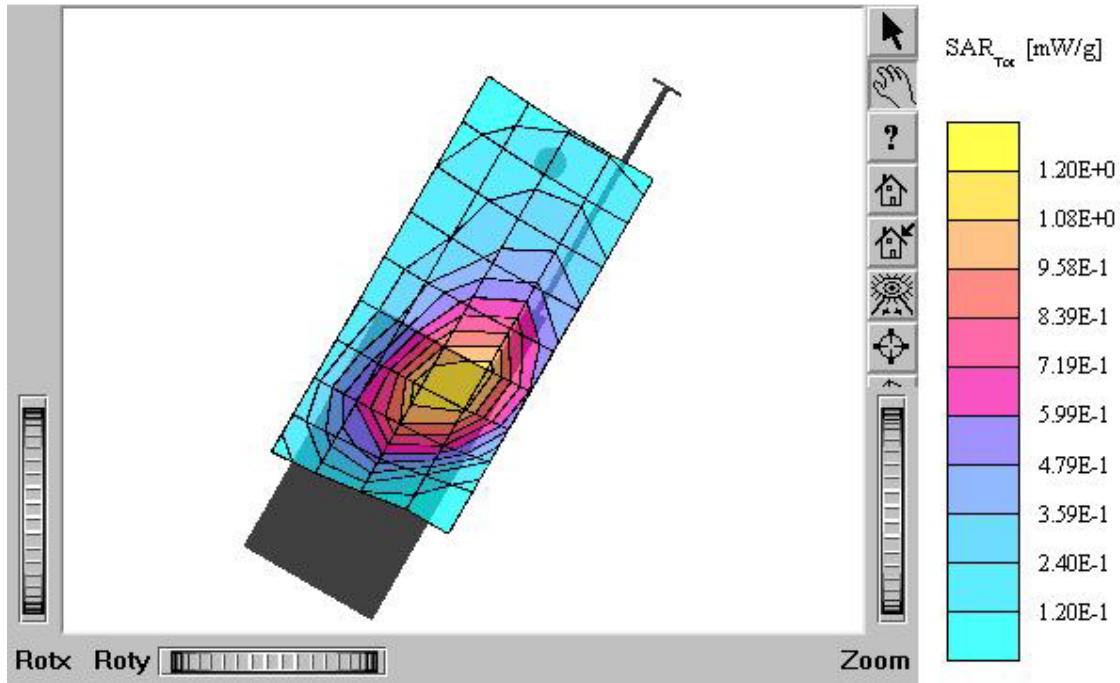 SAR_Tot [mW/g]
?
1.20E+0
1.08E+0
9.58E-1
8.39E-1
7.19E-1
5.99E-1
4.79E-1
3.59E-1
2.40E-1
1.20E-1
Rotx Roty Zoom